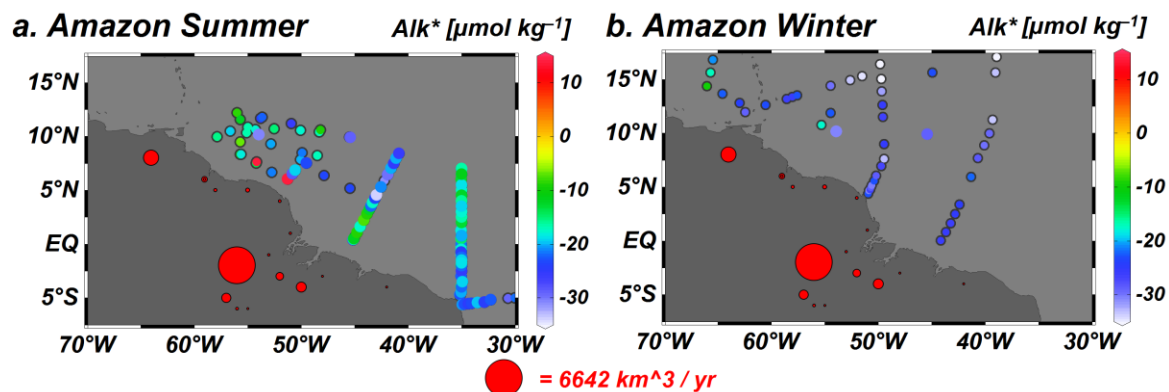 a. Amazon Summer
Alk* [µmol kg⁻¹]
15°N
10°N
5°N
EQ
5°S
70°W 60°W 50°W 40°W 30°W
10
0
-10
-20
-30
b. Amazon Winter
Alk* [µmol kg⁻¹]
15°N
10°N
5°N
EQ
5°S
70°W 60°W 50°W 40°W 30°W
10
0
-10
-20
-30
= 6642 km^3 / yr